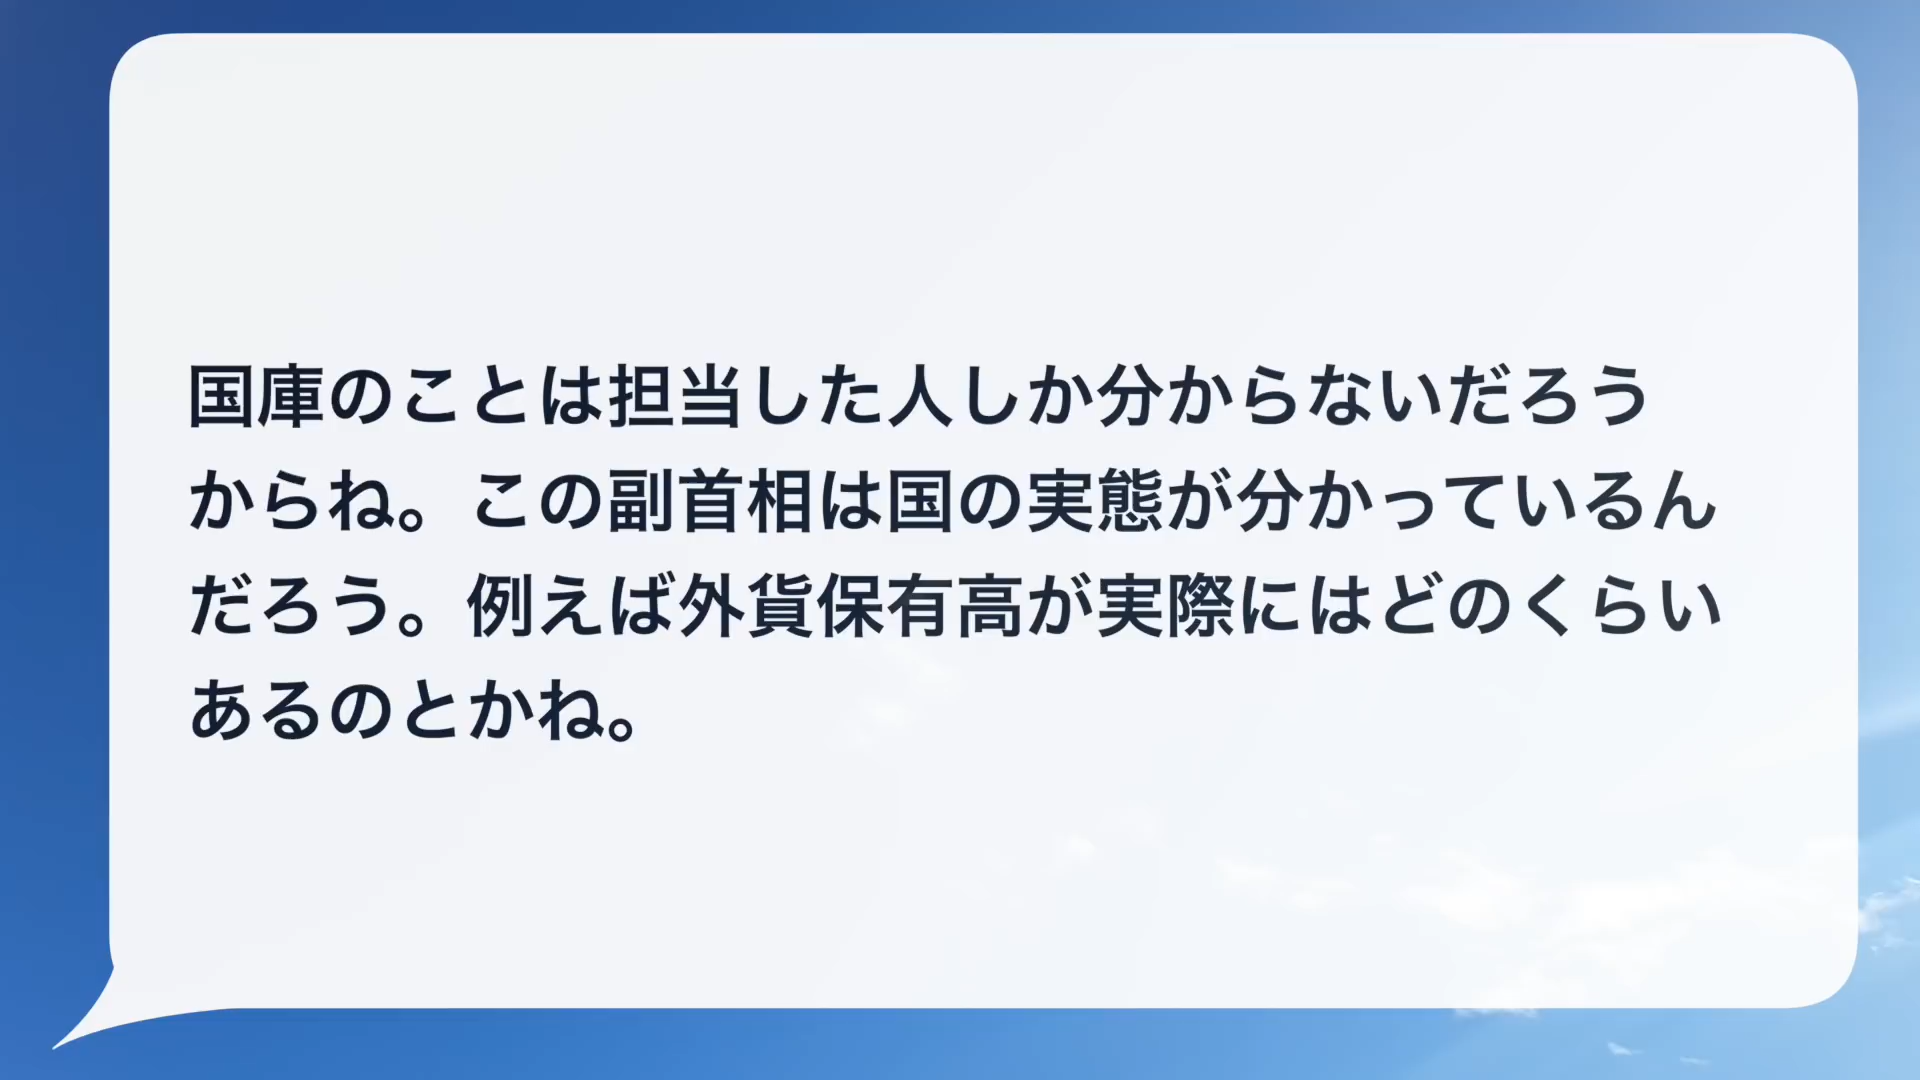 国庫のことは担当した人しか分からないだろう
からね。この副首相は国の実態が分かっているん
だろう。例えば外貨保有高が実際にはどのくらい
あるのとかね。